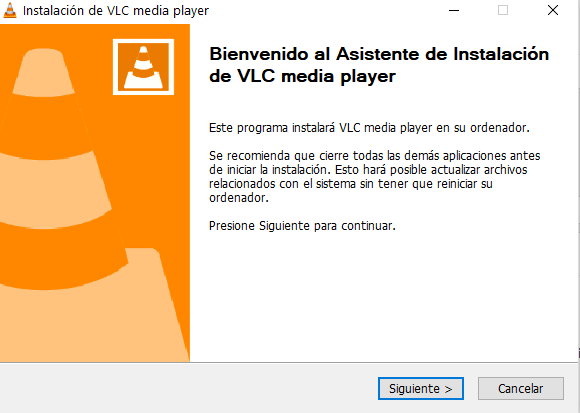 Instalación de VLC media player
Bienvenido al Asistente de Instalación
de VLC media player
Este programa instalará VLC media player en su ordenador.
Se recomienda que cierre todas las demás aplicaciones antes
de iniciar la instalación. Esto hará posible actualizar archivos
relacionados con el sistema sin tener que reiniciar su
ordenador.
Presione Siguiente para continuar.
Siguiente >
Cancelar